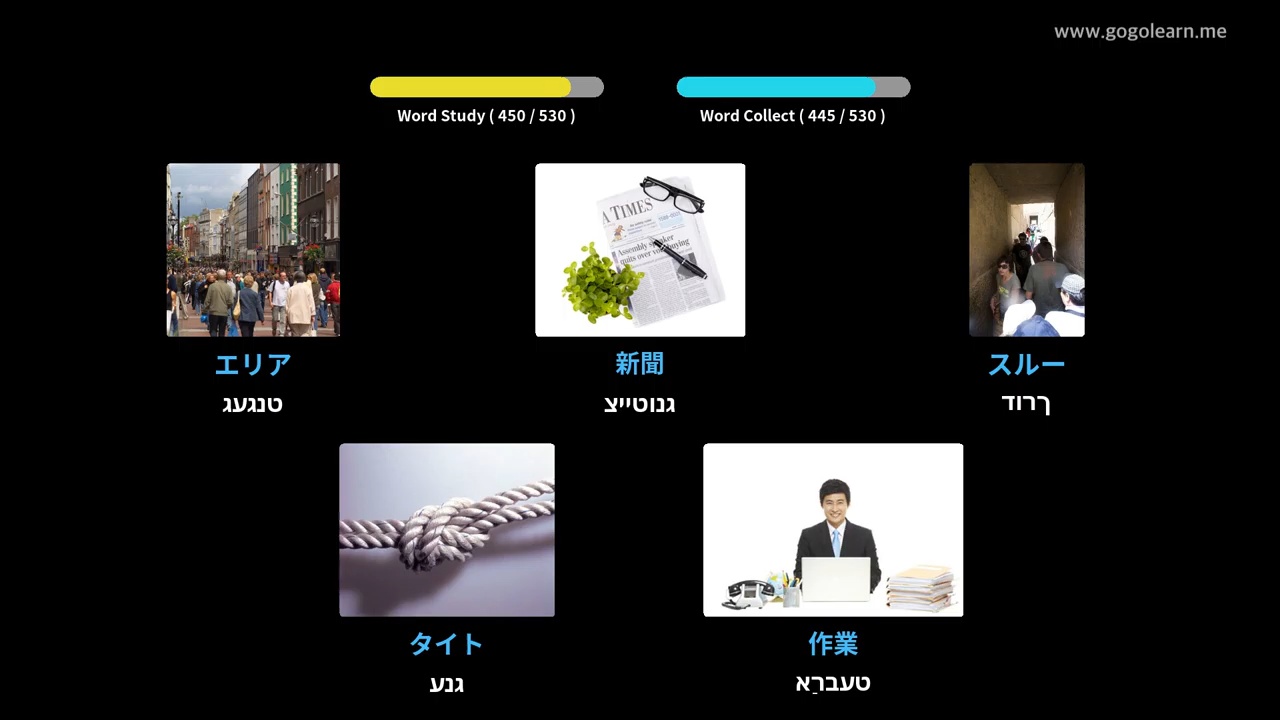 www.gogolearn.me
Word Study ( 450 / 530 )
Word Collect ( 445 / 530 )
エリア
טנגעג
新聞
גנוטייצ
スルー
ךרוד
タイト
גנע
作業
טעברַא